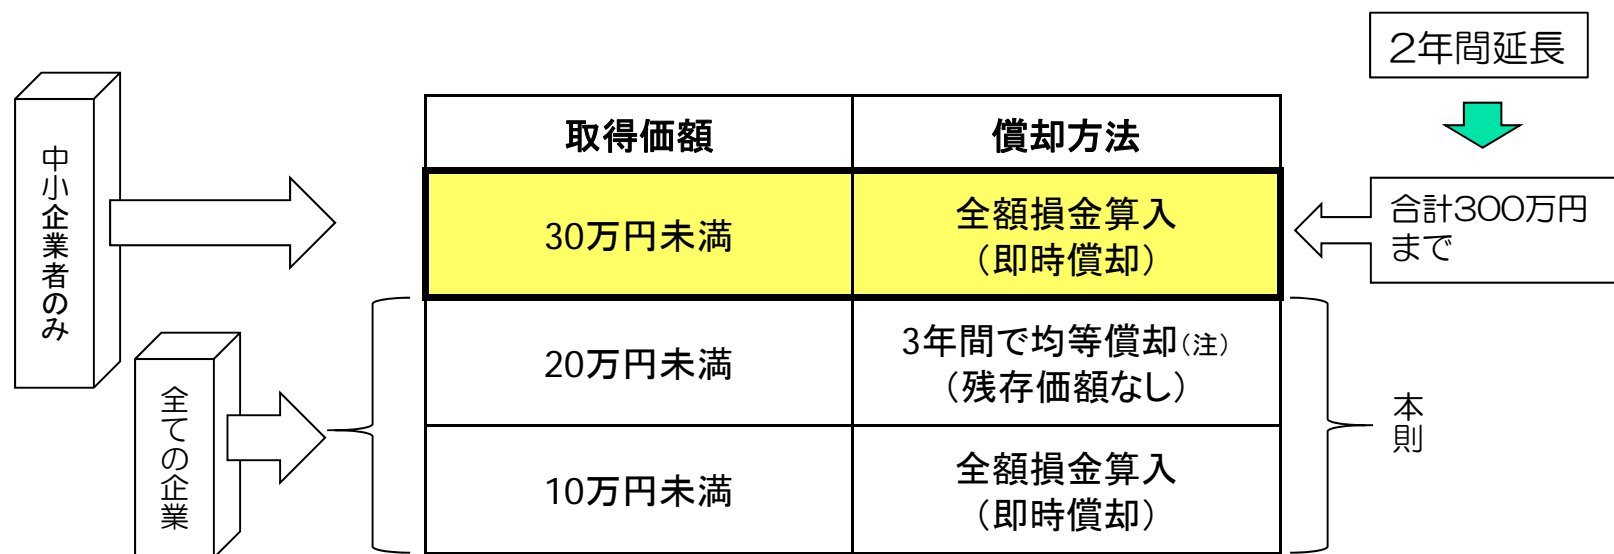 2年間延長
取得価額 償却方法
中小企業者のみ
30万円未満
全額損金算入
（即時償却）
合計300万円
まで
20万円未満
3年間で均等償却(注)
（残存価額なし）
全ての企業
本則
10万円未満
全額損金算入
（即時償却）